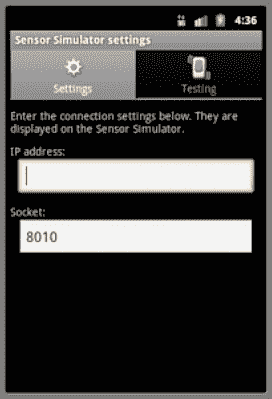 4:36
Sensor Simulator settings
Settings
Testing
Enter the connection settings below. They are
displayed on the Sensor Simulator.
IP address:
Socket:
8010